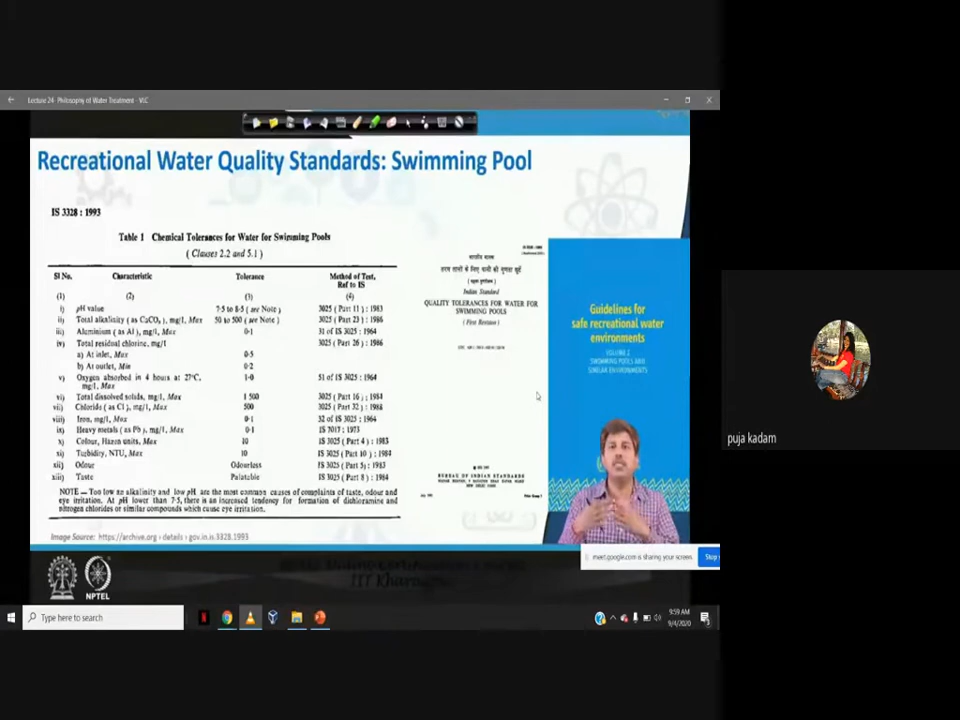 Lecture 24- Philosophy of Water Treatment - VLC
Recreational Water Quality Standards: Swimming Pool
IS 3328 : 1993
Table 1 Chemical Tolerances for Water for Swimming Pools
( Clauses 2.2 and 5.1 )
Sl No. Characteristic Tolerance Method of Test, Ref to IS
(1) (2) (3) (4)
i) pH value 7·5 to 8·5 ( see Note ) 3025 ( Part 11 ) : 1983
ii) Total alkalinity ( as CaCO₃ ), mg/l, Max 50 to 500 ( see Note ) 3025 ( Part 23 ) : 1986
iii) Aluminium ( as Al ), mg/l, Max 0·1 31 of IS 3025 : 1964
iv) Total residual chlorine, mg/l 3025 ( Part 26 ) : 1986
a) At inlet, Max 0·5
b) At outlet, Min 0·2
v) Oxygen absorbed in 4 hours at 27°C, mg/l, Max 1·0 51 of IS 3025 : 1964
vi) Total dissolved solids, mg/l, Max 1 500 3025 ( Part 16 ) : 1984
vii) Chloride ( as Cl ), mg/l, Max 500 3025 ( Part 32 ) : 1988
viii) Iron, mg/l, Max 0·1 32 of IS 3025 : 1964
ix) Heavy metals ( as Pb ), mg/l, Max 0·1 IS 7017 : 1973
x) Colour, Hazen units, Max 10 IS 3025 ( Part 4 ) : 1983
xi) Turbidity, NTU, Max 10 IS 3025 ( Part 10 ) : 1984
xii) Odour Odourless IS 3025 ( Part 5 ) : 1983
xiii) Taste Palatable IS 3025 ( Part 8 ) : 1984
NOTE — Too low an alkalinity and low pH are the most common causes of complaints of taste, odour and
eye irritation. At pH lower than 7·5, there is an increased tendency for formation of dichloramine and
nitrogen chlorides or similar compounds which cause eye irritation.
Image Source: https://archive.org › details › gov.in.is.3328.1993
भारतीय मानक
Indian Standard
QUALITY TOLERANCES FOR WATER FOR
SWIMMING POOLS
( First Revision )
BUREAU OF INDIAN STANDARDS
Guidelines for
safe recreational water
environments
VOLUME 2
SWIMMING POOLS AND
SIMILAR ENVIRONMENTS
meet.google.com is sharing your screen. Stop
NPTEL
IIT Kharagpur
puja kadam
Type here to search
9:59 AM
9/4/2020